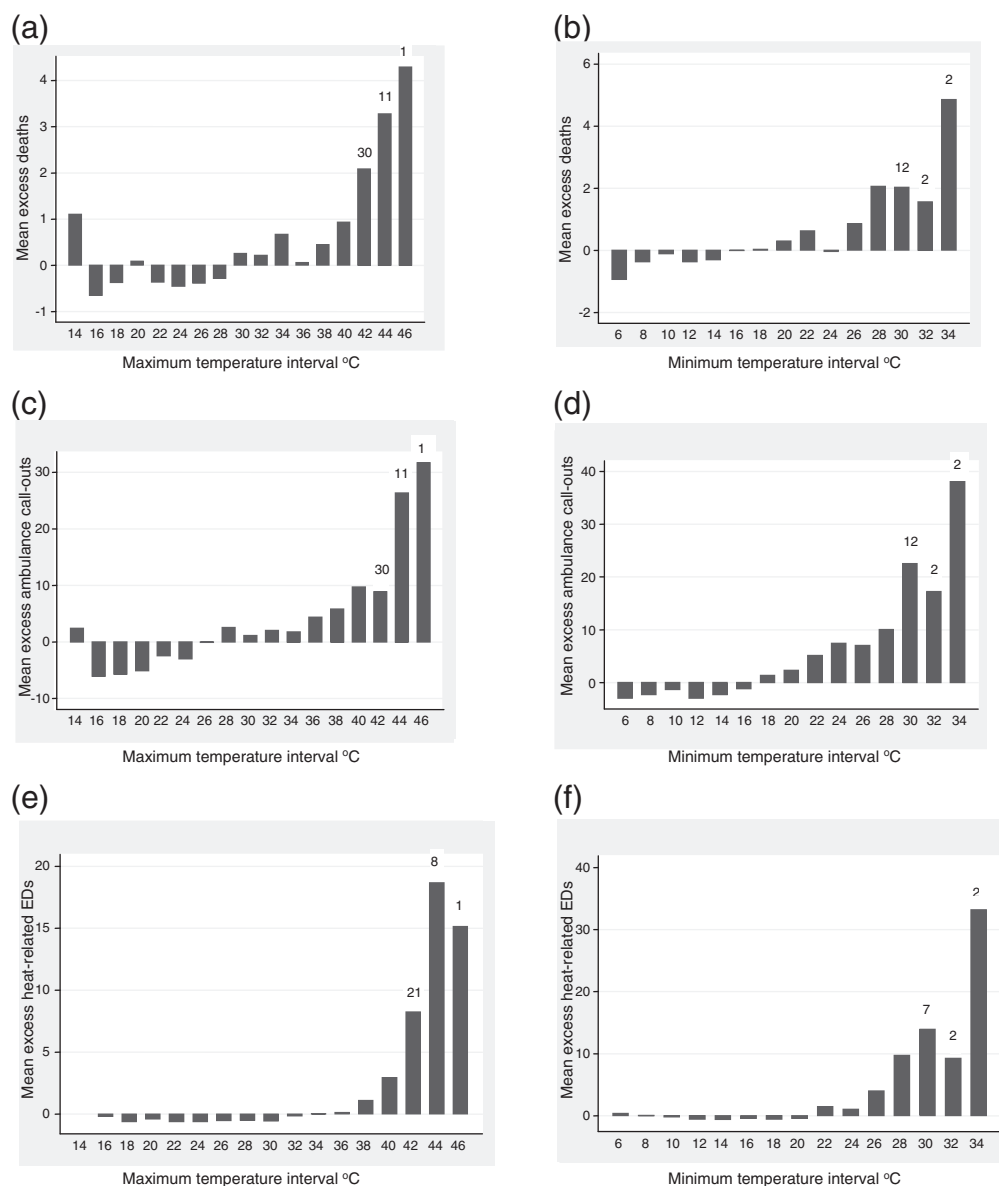 (a)
Mean excess deaths
4
3
2
1
0
-1
30
11
1
14 16 18 20 22 24 26 28 30 32 34 36 38 40 42 44 46
Maximum temperature interval ºC
(b)
Mean excess deaths
6
4
2
0
-2
12
2
2
6 8 10 12 14 16 18 20 22 24 26 28 30 32 34
Minimum temperature interval ºC
(c)
Mean excess ambulance call-outs
30
20
10
0
-10
30
11
1
14 16 18 20 22 24 26 28 30 32 34 36 38 40 42 44 46
Maximum temperature interval ºC
(d)
Mean excess ambulance call-outs
40
30
20
10
0
12
2
2
6 8 10 12 14 16 18 20 22 24 26 28 30 32 34
Minimum temperature interval ºC
(e)
Mean excess heat-related EDs
20
15
10
5
0
21
8
1
14 16 18 20 22 24 26 28 30 32 34 36 38 40 42 44 46
Maximum temperature interval ºC
(f)
Mean excess heat-related EDs
40
30
20
10
0
7
2
2
6 8 10 12 14 16 18 20 22 24 26 28 30 32 34
Minimum temperature interval ºC